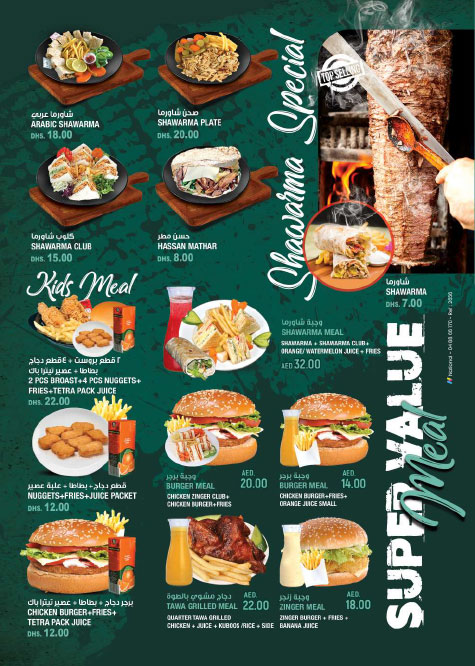 Shawarma Special
TOP SELLING
شاورما عربي
ARABIC SHAWARMA
DHS. 18.00
صحن شاورما
SHAWARMA PLATE
DHS. 20.00
كلوب شاورما
SHAWARMA CLUB
DHS. 15.00
حسن مطر
HASSAN MATHAR
DHS. 8.00
شاورما
SHAWARMA
DHS. 7.00
Kids Meal
٢ قطع بروست + ٤ قطع دجاج
بطاطا + عصير تيترا باك
2 PCS BROAST+4 PCS NUGGETS+
FRIES+TETRA PACK JUICE
DHS. 22.00
قطع دجاج + بطاطا + علبة عصير
NUGGETS+FRIES+JUICE PACKET
DHS. 12.00
برجر دجاج + بطاطا + عصير تيترا باك
CHICKEN BURGER+FRIES+
TETRA PACK JUICE
DHS. 12.00
SUPER VALUE
Meal
وجبة شاورما
SHAWARMA MEAL
SHAWARMA + SHAWARMA CLUB+
ORANGE/ WATERMELON JUICE + FRIES
AED 32.00
وجبة برجر
BURGER MEAL
CHICKEN ZINGER CLUB+
CHICKEN BURGER+FRIES
AED.
20.00
وجبة برجر
BURGER MEAL
CHICKEN BURGER+FRIES+
ORANGE JUICE SMALL
AED.
14.00
دجاج مشوي بالطوة
TAWA GRILLED MEAL
QUARTER TAWA GRILLED
CHICKEN + JUICE + KUBOOS /RICE + SIDE
AED.
22.00
وجبة زنجر
ZINGER MEAL
ZINGER BURGER + FRIES +
BANANA JUICE
AED.
18.00